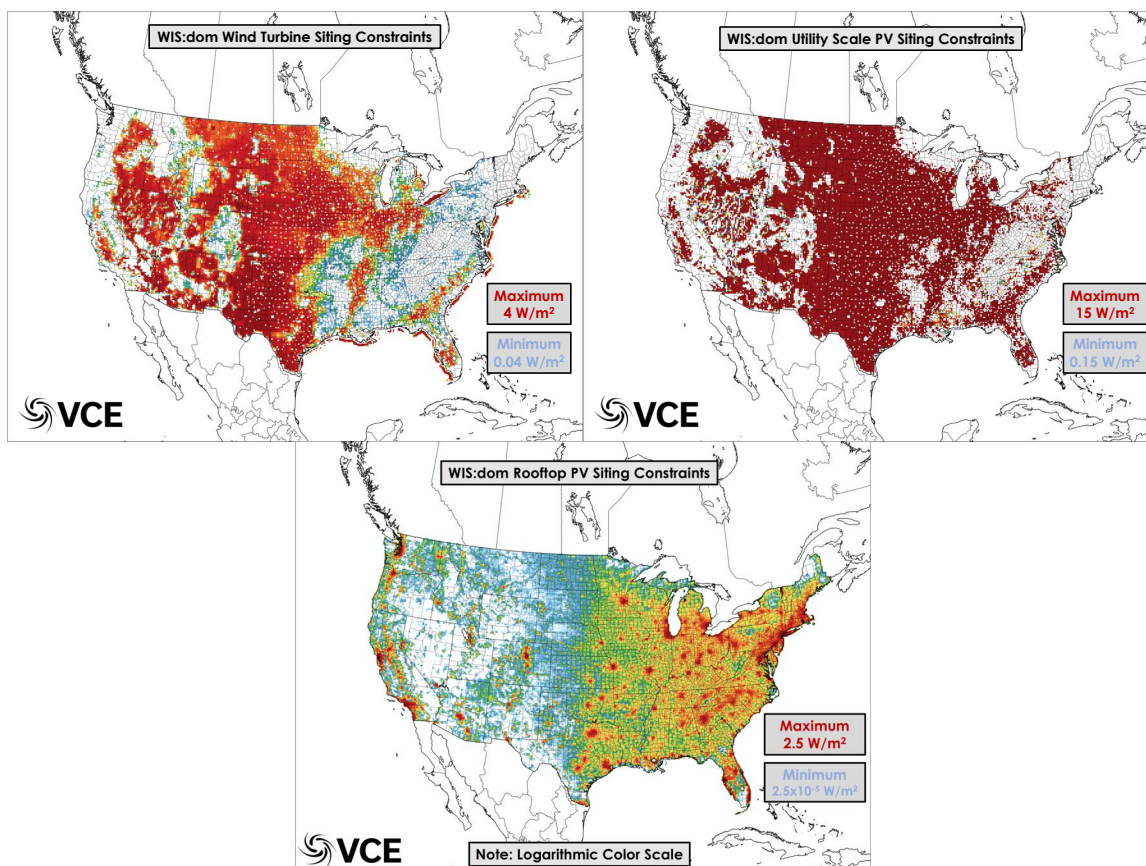 WIS:dom Wind Turbine Siting Constraints
Maximum
4 W/m²
Minimum
0.04 W/m²
VCE
WIS:dom Utility Scale PV Siting Constraints
Maximum
15 W/m²
Minimum
0.15 W/m²
VCE
WIS:dom Rooftop PV Siting Constraints
Maximum
2.5 W/m²
Minimum
2.5x10⁻⁵ W/m²
VCE
Note: Logarithmic Color Scale